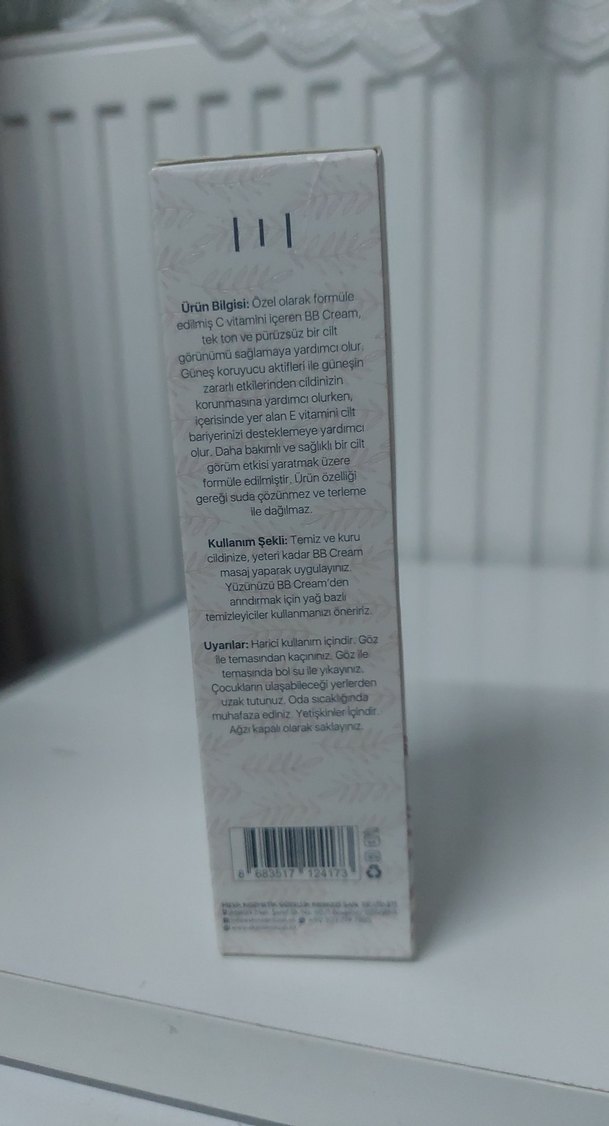 Ürün Bilgisi: Özel olarak formüle
edilmiş C vitamini içeren BB Cream,
tek ton ve pürüzsüz bir cilt
görünümü sağlamaya yardımcı olur.
Güneş koruyucu aktifleri ile güneşin
zararlı etkilerinden cildinizin
korunmasına yardımcı olurken,
içerisinde yer alan E vitamini cilt
bariyerinizi desteklemeye yardımcı
olur. Daha bakımlı ve sağlıklı bir cilt
görüm etkisi yaratmak üzere
formüle edilmiştir. Ürün özelliği
gereği suda çözünmez ve terleme
ile dağılmaz.
Kullanım Şekli: Temiz ve kuru
cildinize, yeteri kadar BB Cream
masaj yaparak uygulayınız.
Yüzünüzü BB Cream'den
arındırmak için yağ bazlı
temizleyiciler kullanmanızı öneririz.
Uyarılar: Harici kullanım içindir. Göz
ile temasından kaçınınız. Göz ile
temasında bol su ile yıkayınız.
Çocukların ulaşabileceği yerlerden
uzak tutunuz. Oda sıcaklığında
muhafaza ediniz. Yetişkinler içindir.
Ağzı kapalı olarak saklayınız.
8 683517 124173